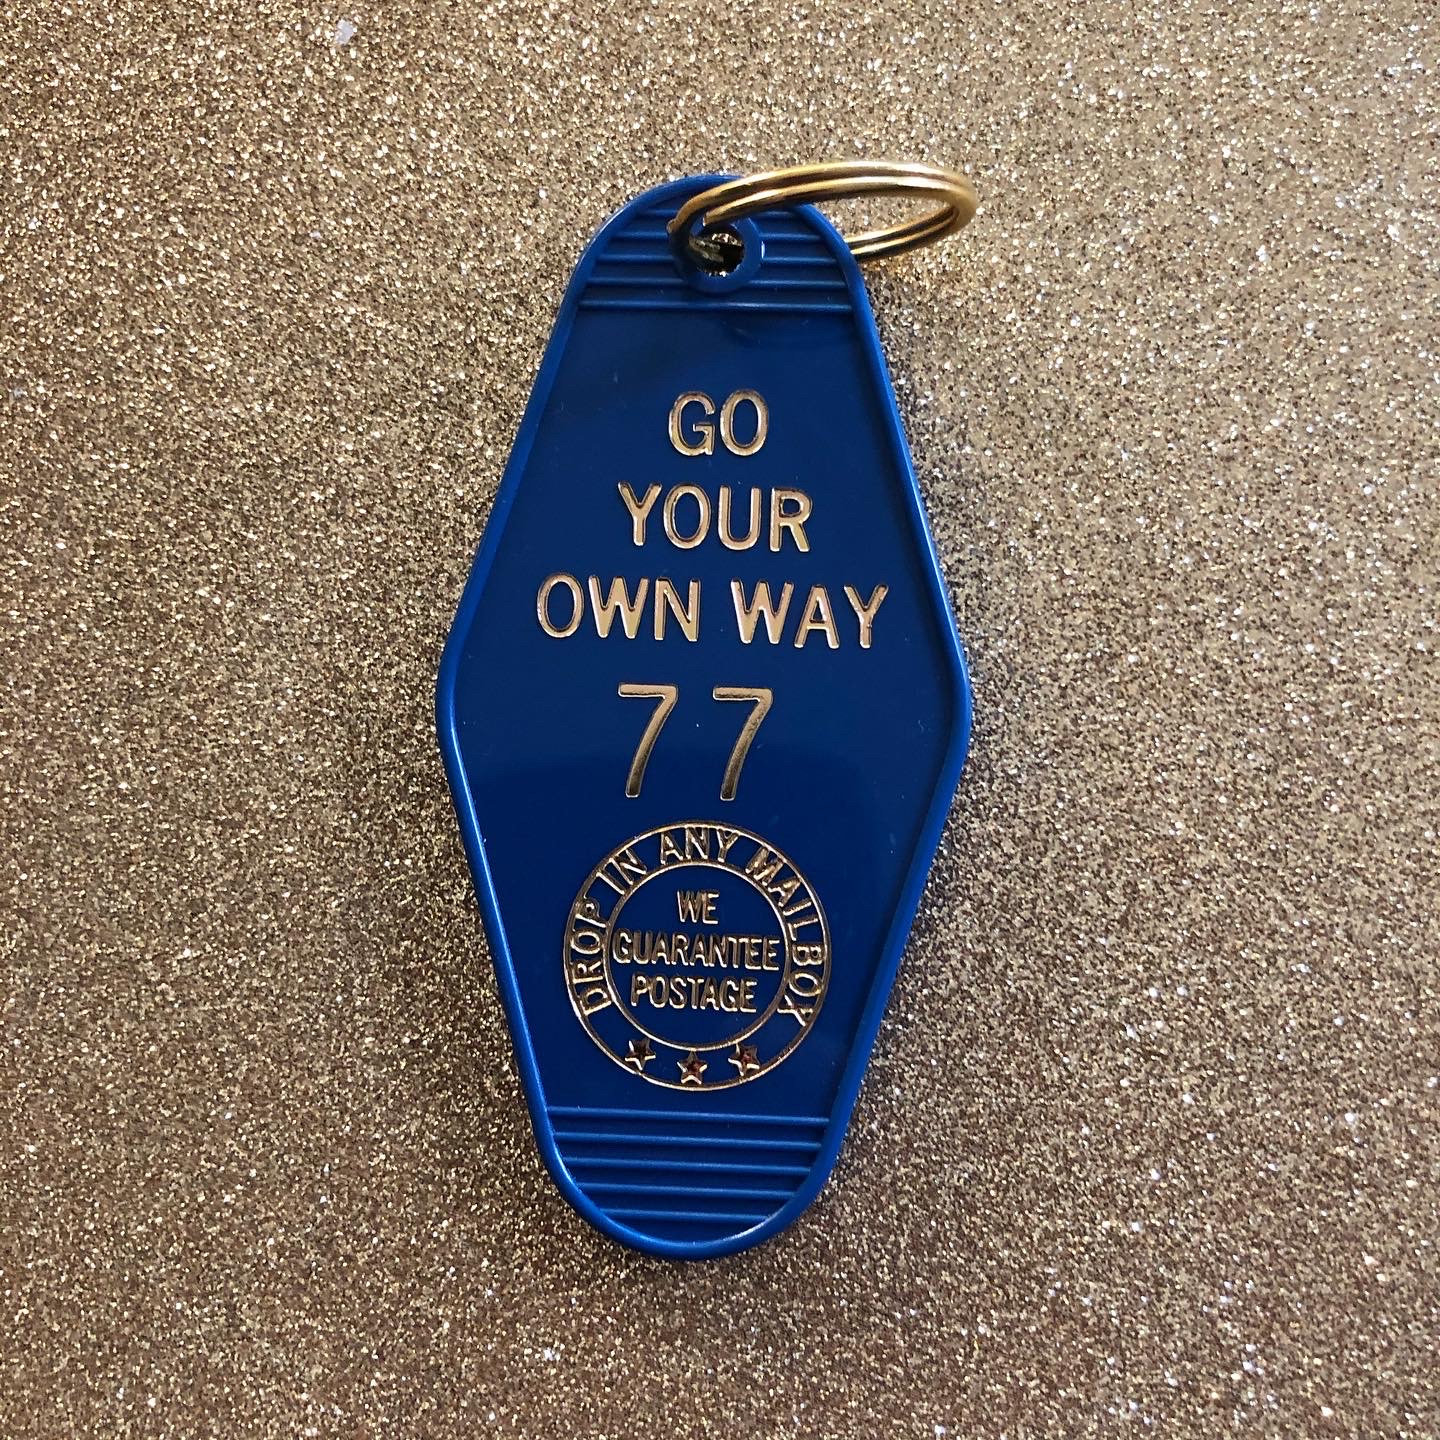 GO
YOUR
OWN WAY
77
DROP IN ANY MAILBOX
WE
GUARANTEE
POSTAGE